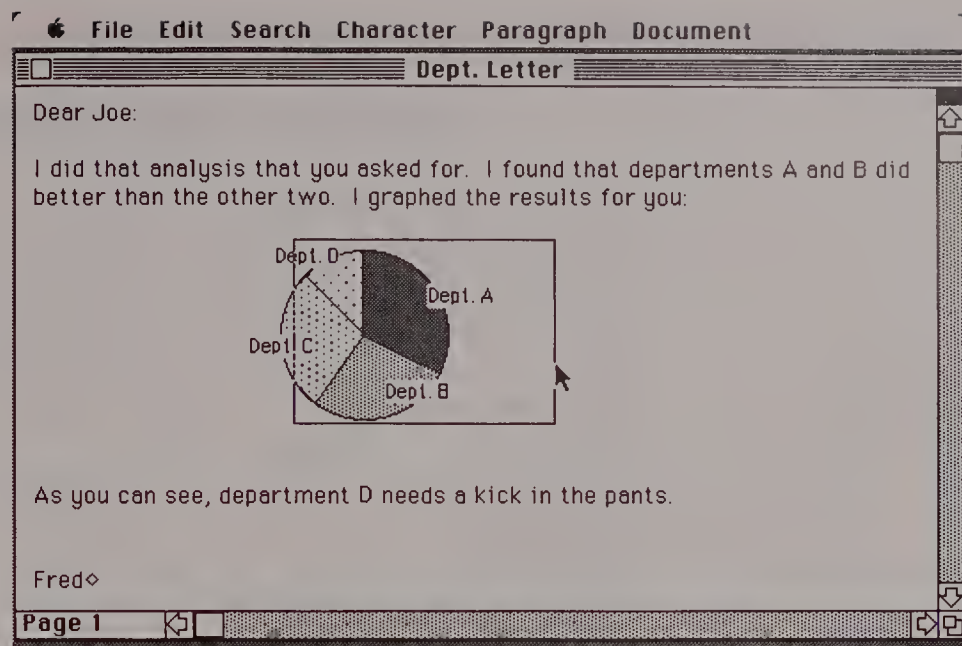 File Edit Search Character Paragraph Document
Dept. Letter
Dear Joe:
I did that analysis that you asked for. I found that departments A and B did
better than the other two. I graphed the results for you:
Dept. D
Dept. A
Dept. C
Dept. B
As you can see, department D needs a kick in the pants.
Fred
Page 1